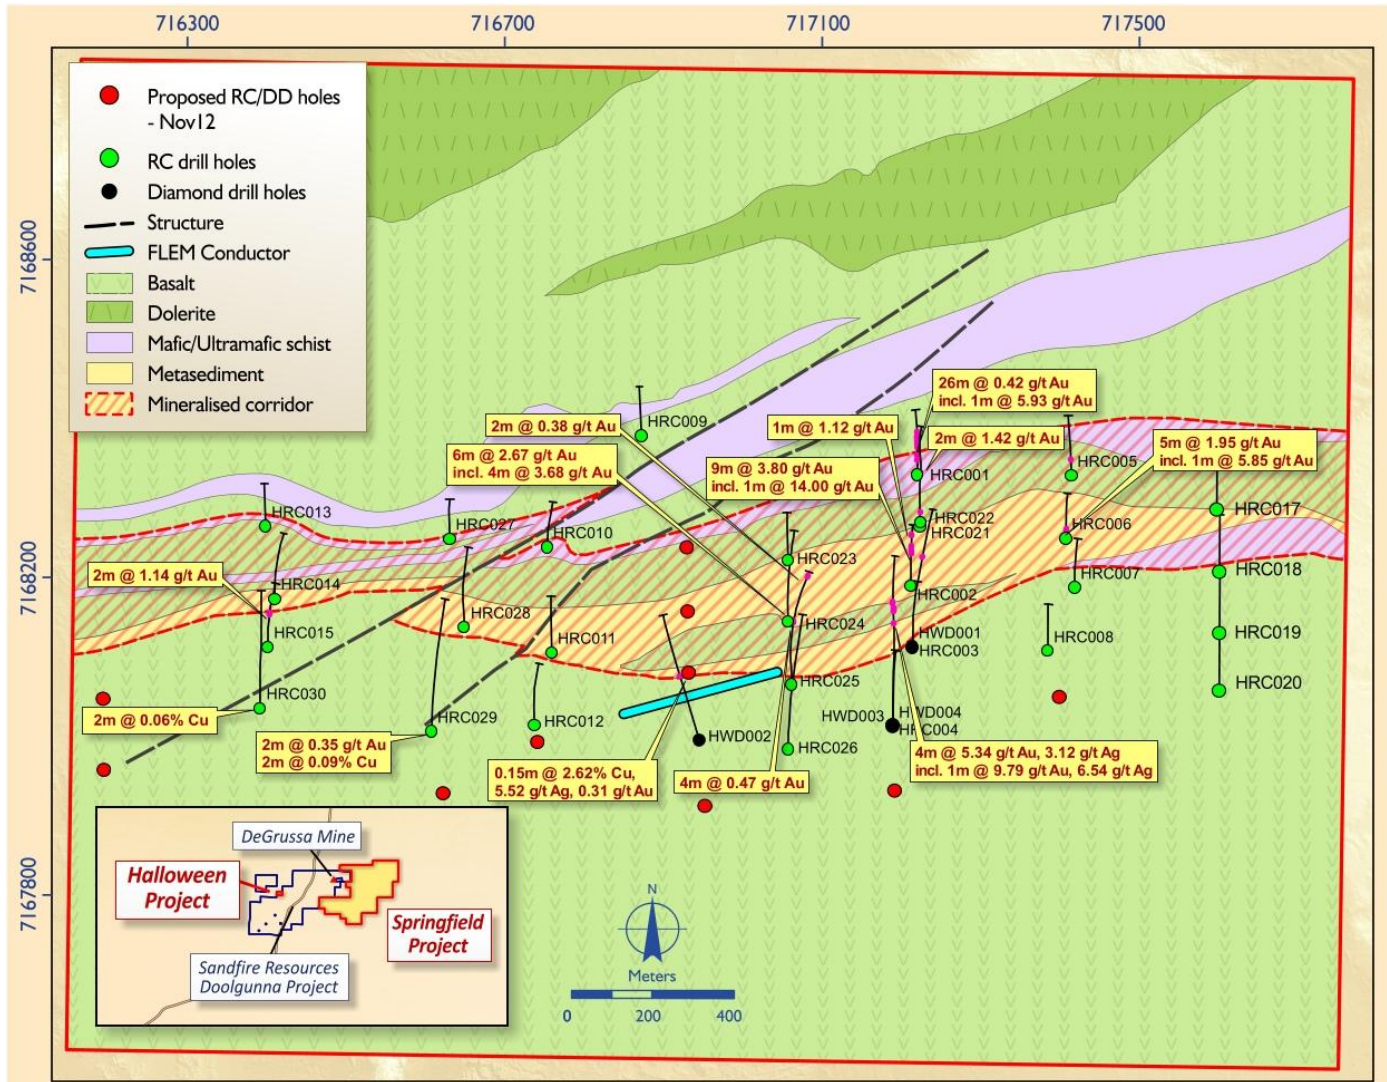 716300
716700
717100
717500
7168600
7168200
7167800
Proposed RC/DD holes
- Nov12
RC drill holes
Diamond drill holes
Structure
FLEM Conductor
Basalt
Dolerite
Mafic/Ultramafic schist
Metasediment
Mineralised corridor
26m @ 0.42 g/t Au
incl. 1m @ 5.93 g/t Au
2m @ 0.38 g/t Au
HRC009
1m @ 1.12 g/t Au
2m @ 1.42 g/t Au
5m @ 1.95 g/t Au
incl. 1m @ 5.85 g/t Au
6m @ 2.67 g/t Au
incl. 4m @ 3.68 g/t Au
9m @ 3.80 g/t Au
incl. 1m @ 14.00 g/t Au
HRC001
HRC005
HRC013
HRC027
HRC010
HRC022
HRC021
HRC006
HRC017
HRC023
2m @ 1.14 g/t Au
HRC014
HRC002
HRC007
HRC018
HRC028
HRC024
HRC015
HRC011
HWD001
HRC003
HRC008
HRC019
HRC025
HRC020
HRC030
2m @ 0.06% Cu
HRC029
HRC012
HWD002
HWD003
HWD004
HRC004
HRC026
2m @ 0.35 g/t Au
2m @ 0.09% Cu
0.15m @ 2.62% Cu,
5.52 g/t Ag, 0.31 g/t Au
4m @ 0.47 g/t Au
4m @ 5.34 g/t Au, 3.12 g/t Ag
incl. 1m @ 9.79 g/t Au, 6.54 g/t Ag
DeGrussa Mine
Halloween
Project
Springfield
Project
Sandfire Resources
Doolgunna Project
N
Meters
0 200 400